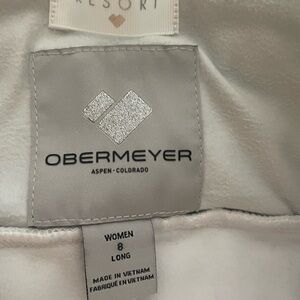 RESORT
OBERMEYER
ASPEN · COLORADO
WOMEN
8
LONG
MADE IN VIETNAM
FABRIQUÉ EN VIETNAM